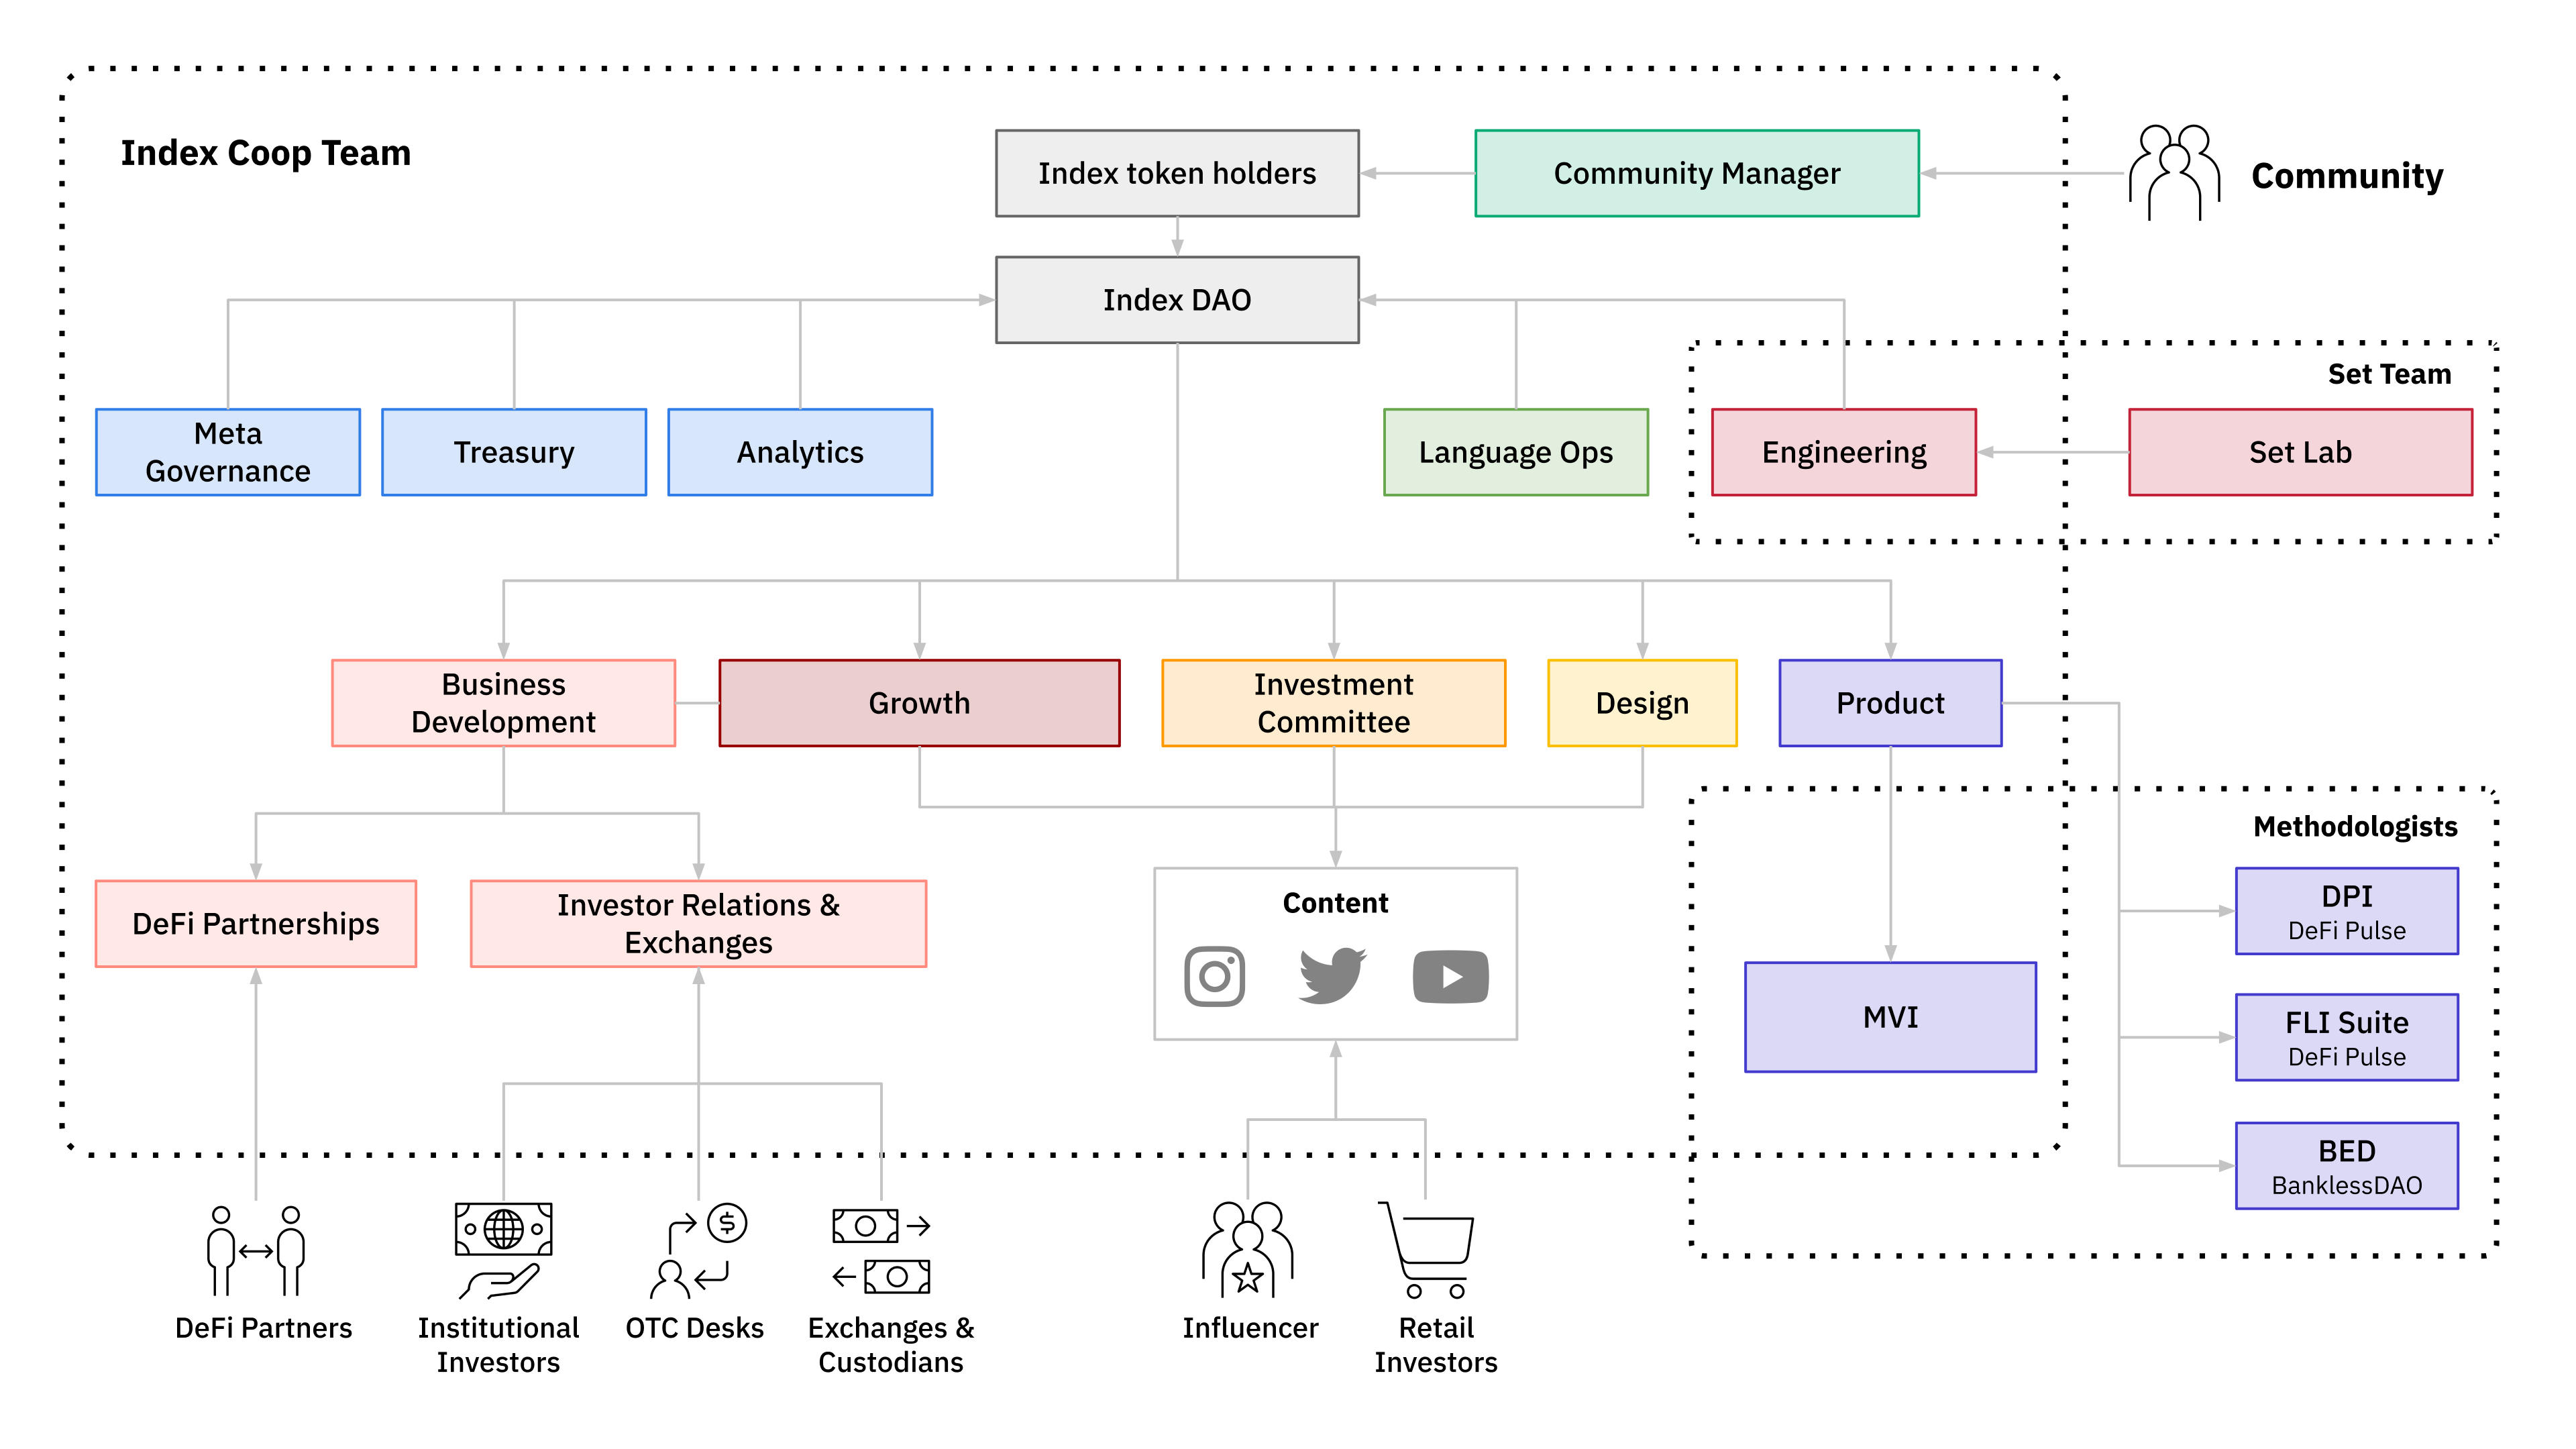 Index Coop Team
Index token holders
Community Manager
Community
Index DAO
Set Team
Meta
Governance
Treasury
Analytics
Language Ops
Engineering
Set Lab
Business
Development
Growth
Investment
Committee
Design
Product
Methodologists
DeFi Partnerships
Investor Relations &
Exchanges
Content
DPI
DeFi Pulse
MVI
FLI Suite
DeFi Pulse
BED
BanklessDAO
DeFi Partners
Institutional
Investors
OTC Desks
Exchanges &
Custodians
Influencer
Retail
Investors